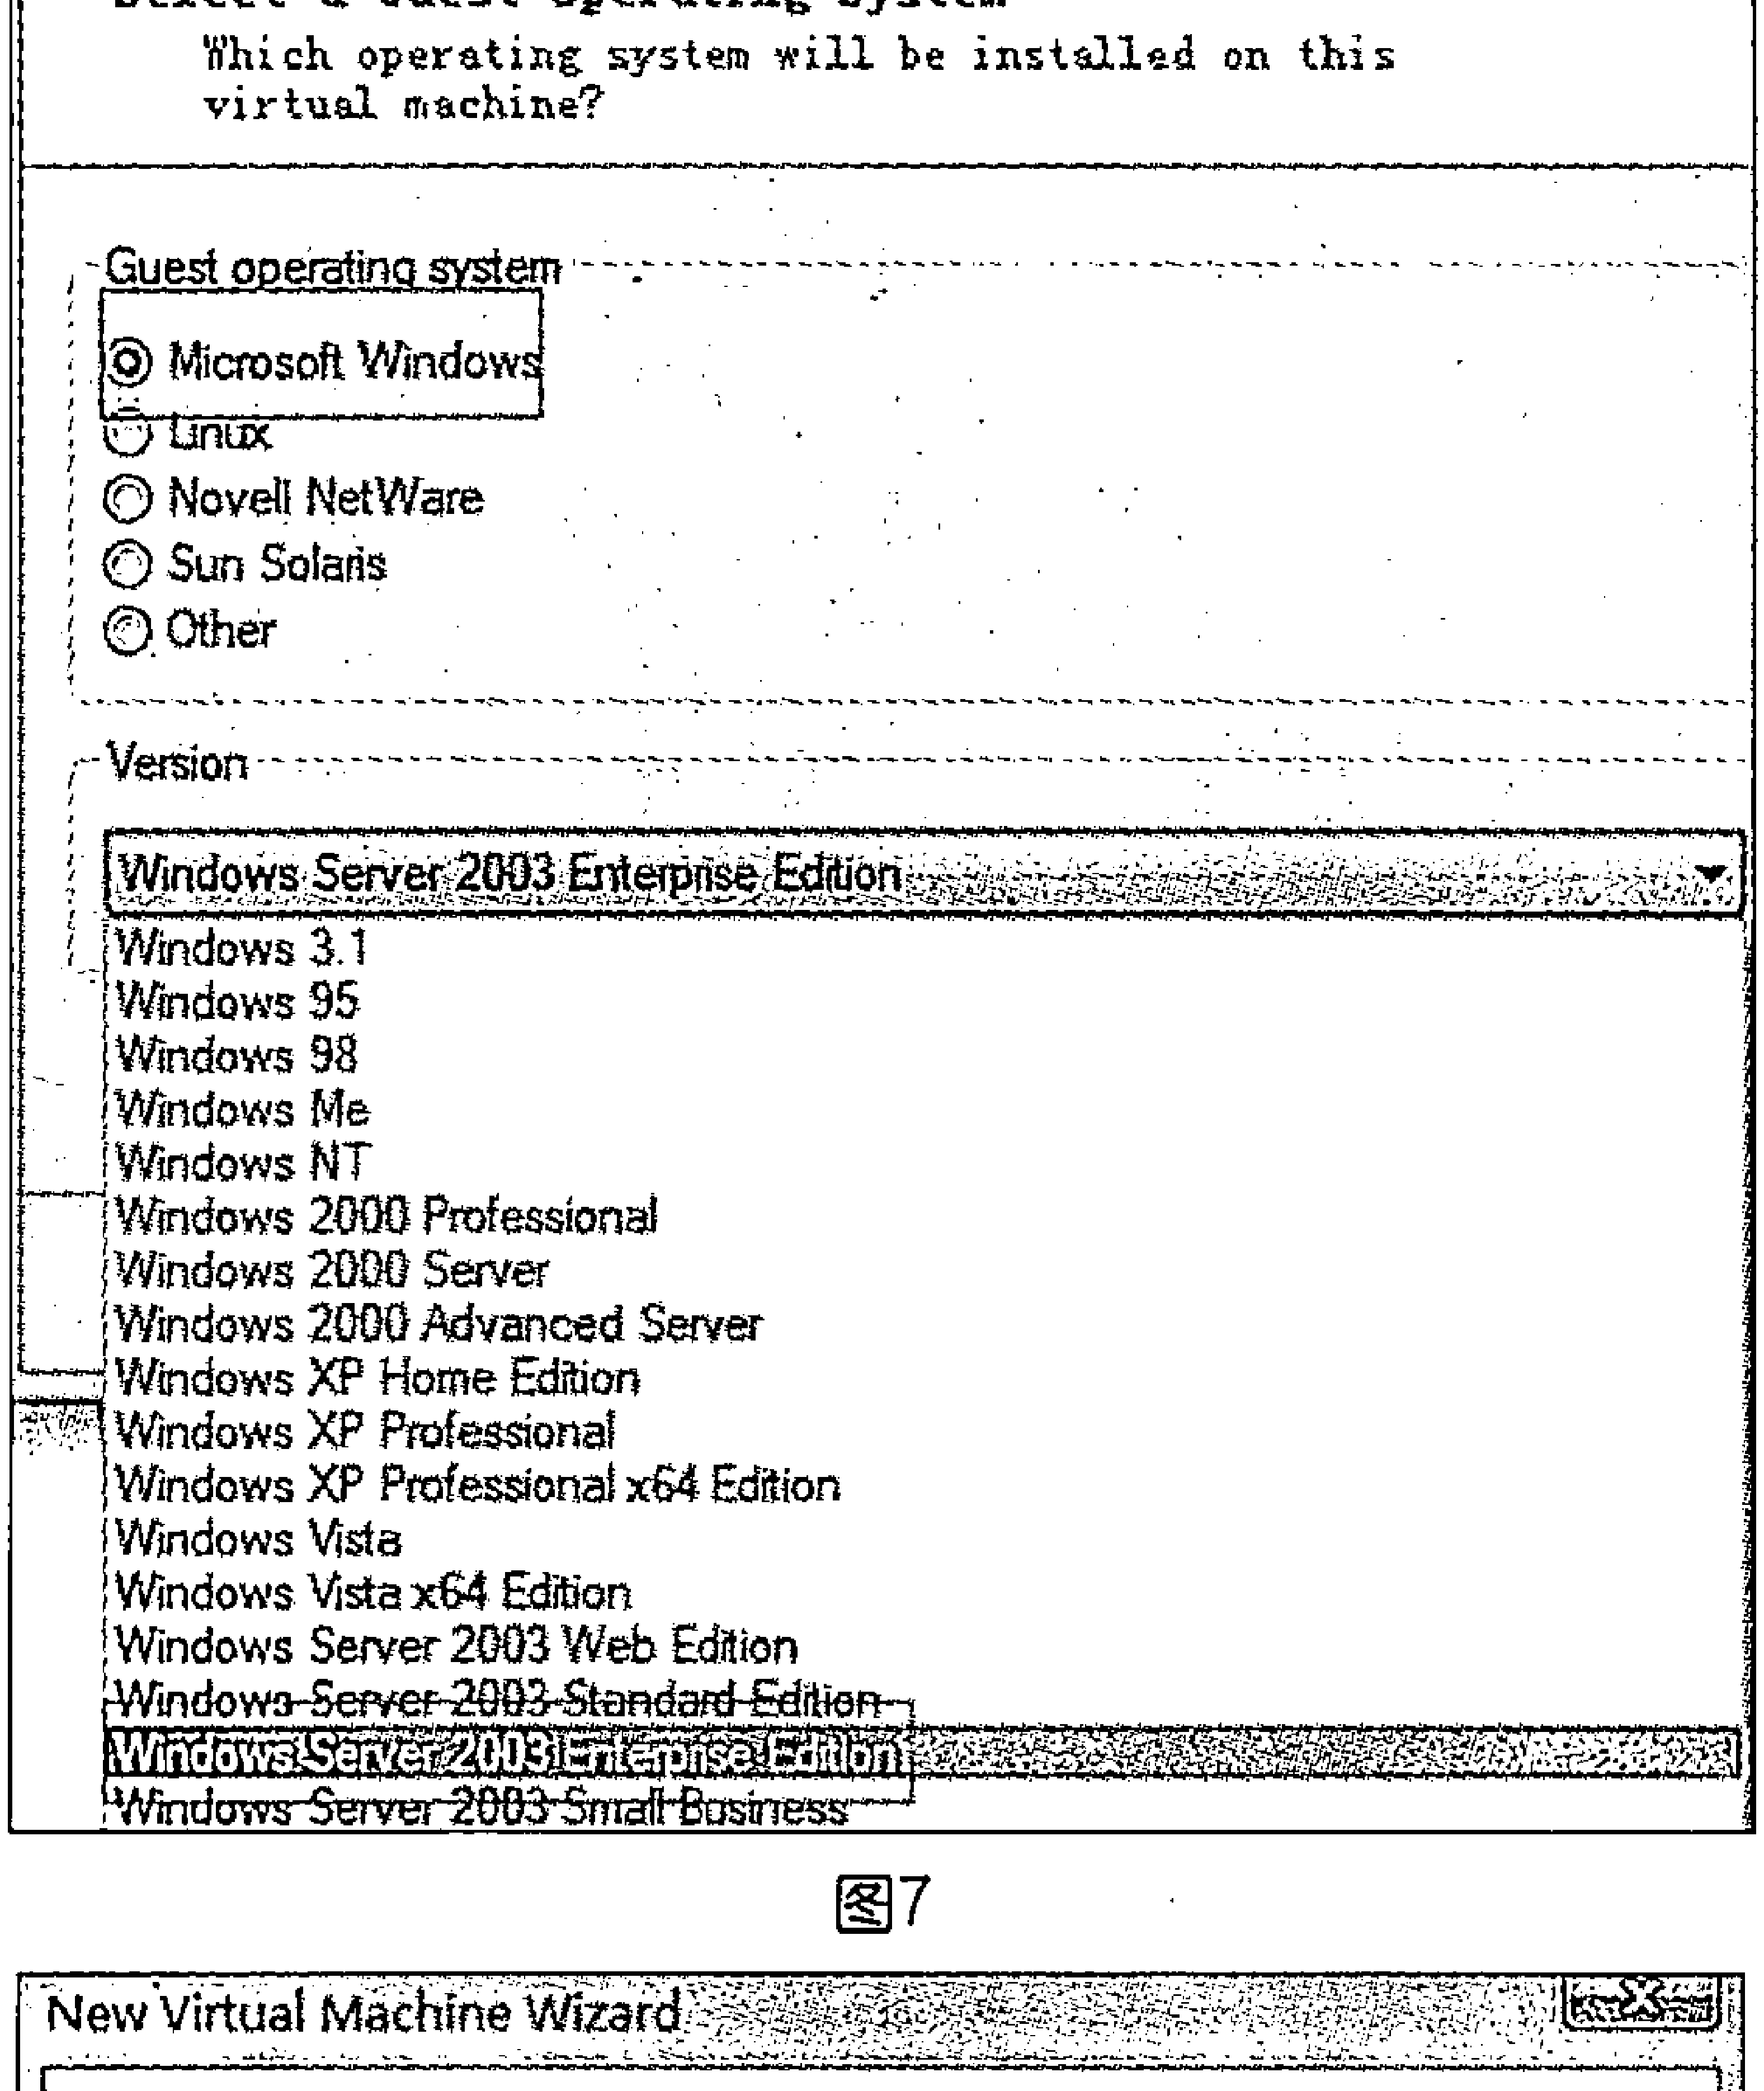 Select a Guest Operating System
Which operating system will be installed on this
virtual machine?
Guest operating system
Microsoft Windows
Linux
Novell NetWare
Sun Solaris
Other
Version
Windows Server 2003 Enterprise Edition
Windows 3.1
Windows 95
Windows 98
Windows Me
Windows NT
Windows 2000 Professional
Windows 2000 Server
Windows 2000 Advanced Server
Windows XP Home Edition
Windows XP Professional
Windows XP Professional x64 Edition
Windows Vista
Windows Vista x64 Edition
Windows Server 2003 Web Edition
Windows Server 2003 Standard Edition
Windows Server 2003 Enterprise Edition
Windows Server 2003 Small Business
图7
New Virtual Machine Wizard